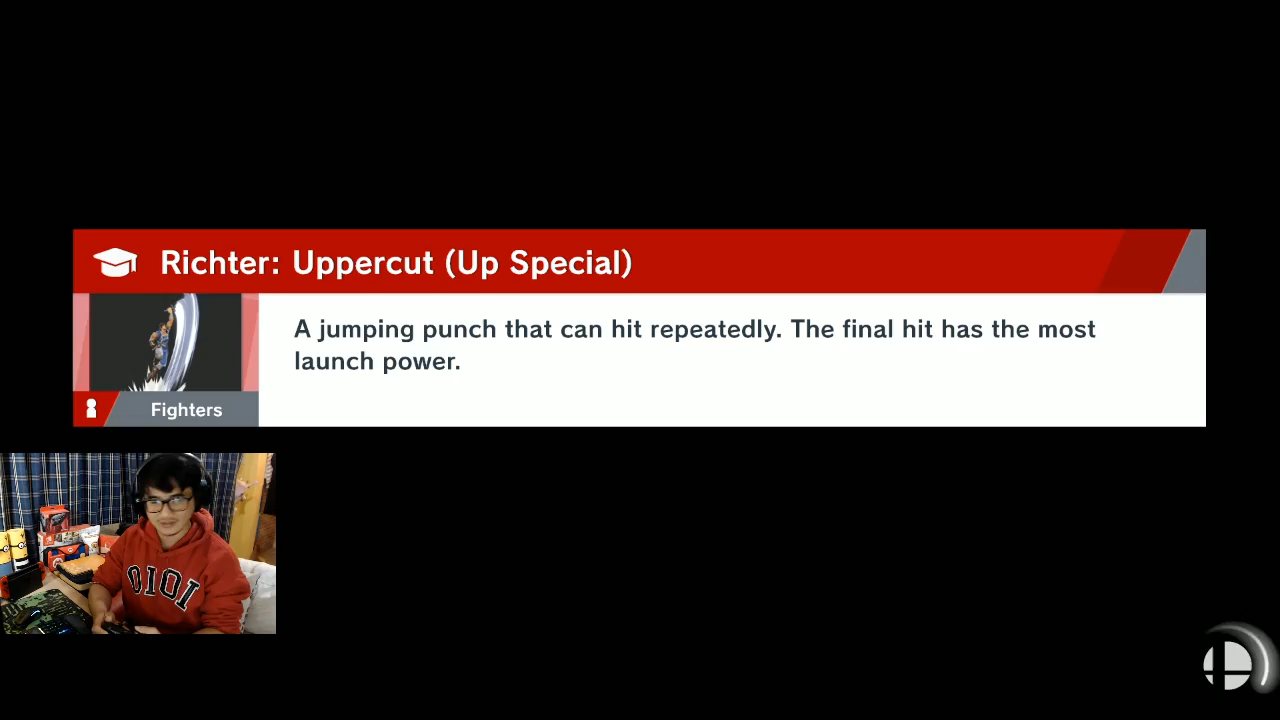 Richter: Uppercut (Up Special)
A jumping punch that can hit repeatedly. The final hit has the most
launch power.
Fighters
OIOI